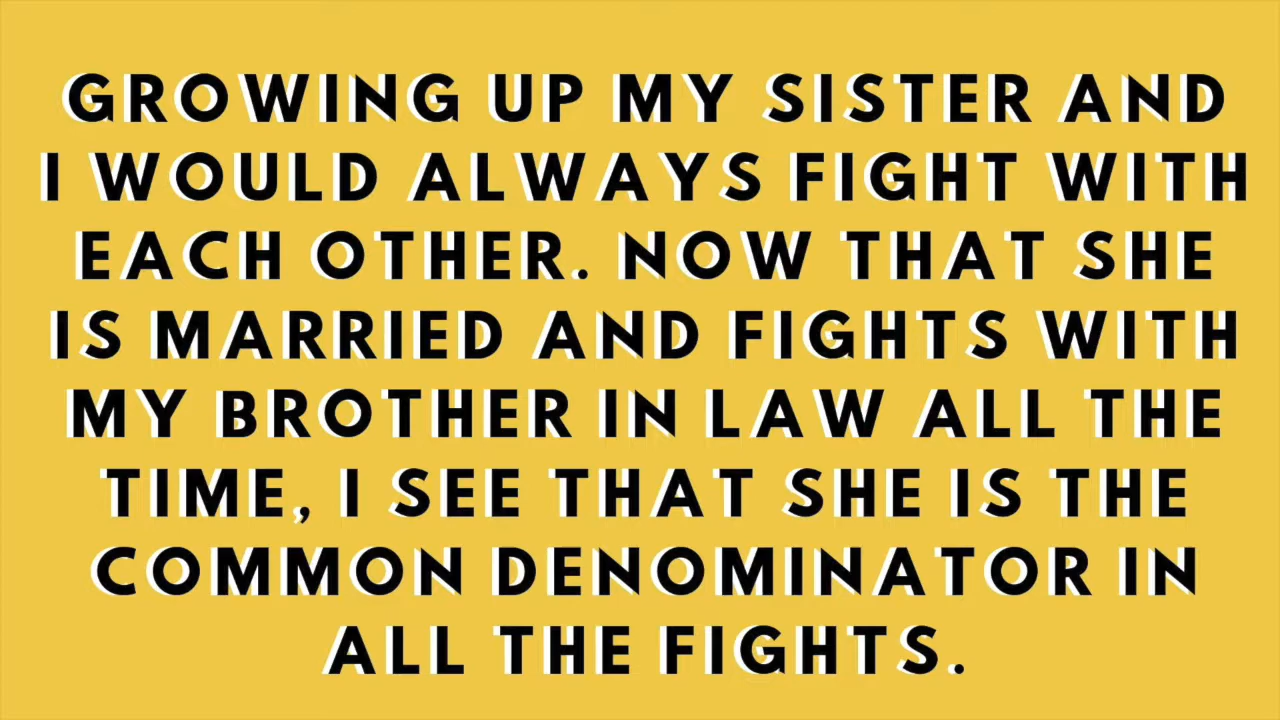 GROWING UP MY SISTER AND
I WOULD ALWAYS FIGHT WITH
EACH OTHER. NOW THAT SHE
IS MARRIED AND FIGHTS WITH
MY BROTHER IN LAW ALL THE
TIME, I SEE THAT SHE IS THE
COMMON DENOMINATOR IN
ALL THE FIGHTS.